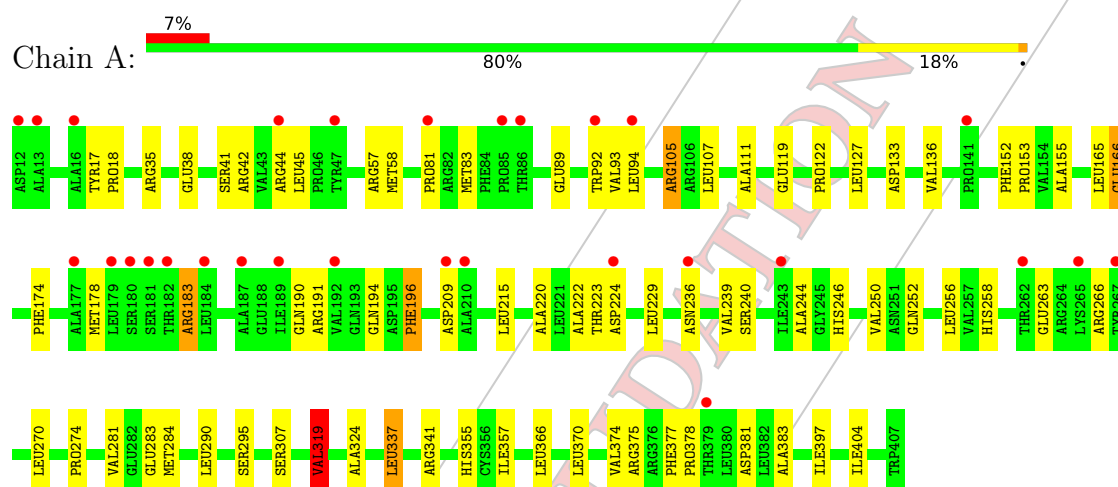 7%
Chain A:
80% 18% •
ASP12 ALA13 ALA16 TYR17 PRO18 ARG35 GLU38 SER41 ARG42 VAL43 ARG44 LEU45 PRO46 TYR47 ARG57 MET58 PRO81 ARG82 MET83 PHE84 PRO85 THR86 GLU89 TRP92 VAL93 LEU94 ARG105 ARG106 LEU107 ALA111 GLU119 PRO122 LEU127 ASP133 VAL136 PRO141 PHE152 PRO153 VAL154 ALA155 LEU165
PHE174 ALA177 MET178 LEU179 SER180 SER181 THR182 ARG183 LEU184 ALA187 GLU188 ILE189 GLN190 ARG191 VAL192 GLN193 GLN194 ASP195 PHE196 ASP209 ALA210 LEU215 ALA220 LEU221 ALA222 THR223 ASP224 LEU229 ASN236 VAL239 SER240 ILE243 ALA244 GLY245 HIS246 VAL250 ASN251 GLN252 LEU256 VAL257 HIS258 THR262 GLU263 ARG264 LYS265 ARG266
LEU270 PRO274 VAL281 GLU282 GLU283 MET284 LEU290 SER295 SER307 VAL319 ALA324 LEU337 ARG341 HIS355 CYS356 ILE357 LEU366 LEU370 VAL374 ARG375 ARG376 PHE377 PRO378 THR379 LEU380 ASP381 LEU382 ALA383 ILE397 ILE404 TRP407